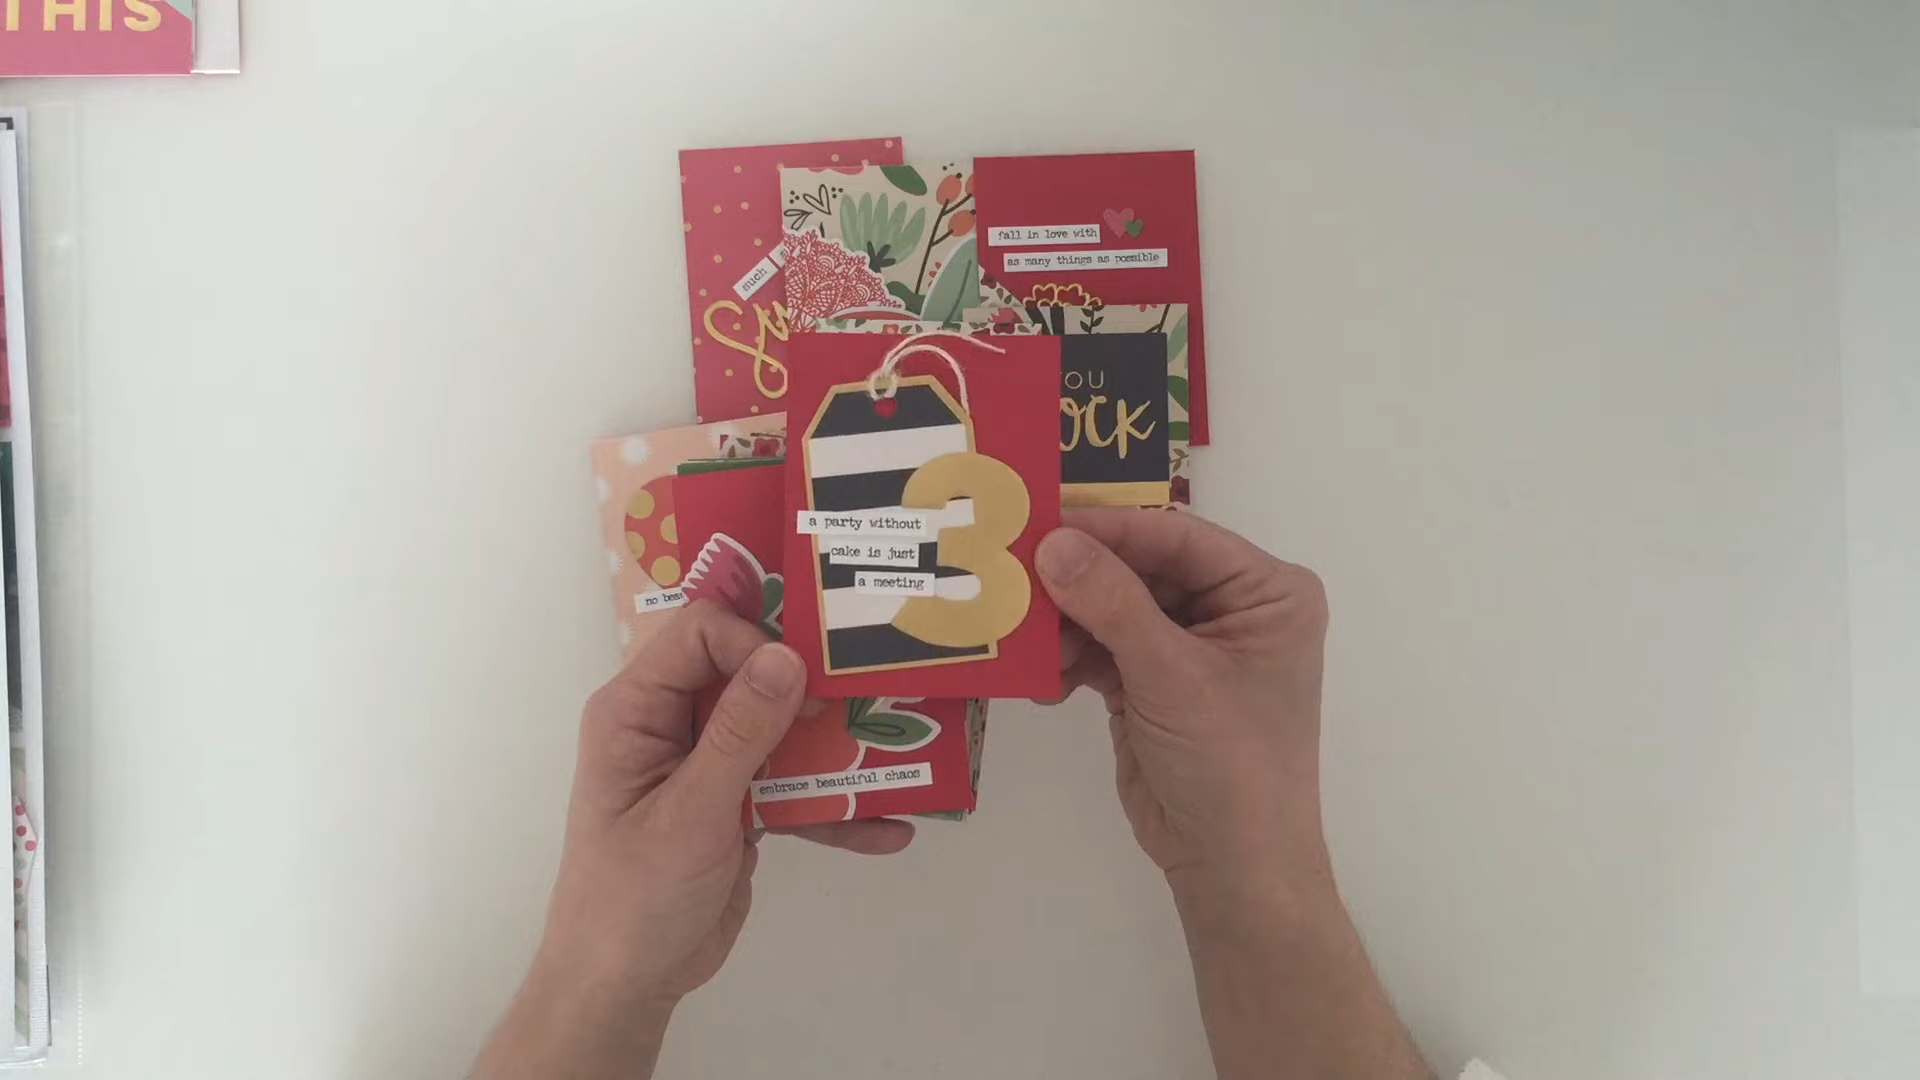 THIS
fall in love with
as many things as possible
such
YOU
a party without
cake is just
a meeting
3
no
embrace beautiful chaos